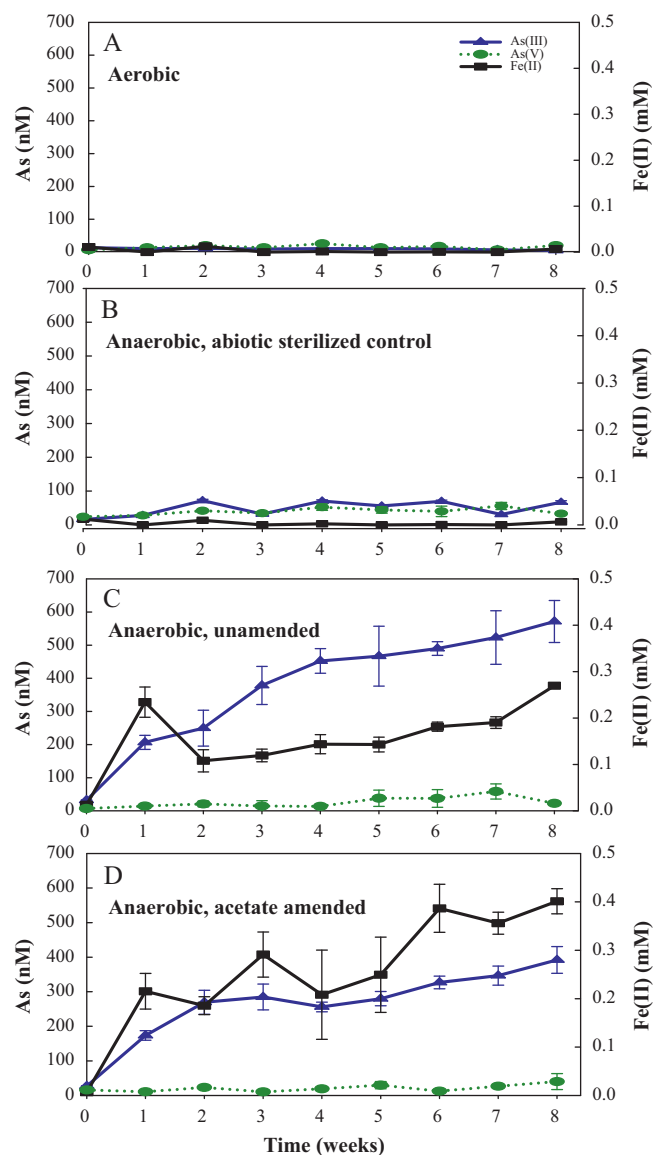 A
Aerobic
As(III)
As(V)
Fe(II)
700
600
500
400
300
200
100
0
As (nM)
0.5
0.4
0.3
0.2
0.1
0.0
Fe(II) (mM)
0 1 2 3 4 5 6 7 8
B
Anaerobic, abiotic sterilized control
700
600
500
400
300
200
100
0
As (nM)
0.5
0.4
0.3
0.2
0.1
0.0
Fe(II) (mM)
0 1 2 3 4 5 6 7 8
C
Anaerobic, unamended
700
600
500
400
300
200
100
0
As (nM)
0.5
0.4
0.3
0.2
0.1
0.0
Fe(II) (mM)
0 1 2 3 4 5 6 7 8
D
Anaerobic, acetate amended
700
600
500
400
300
200
100
0
As (nM)
0.5
0.4
0.3
0.2
0.1
0.0
Fe(II) (mM)
0 1 2 3 4 5 6 7 8
Time (weeks)